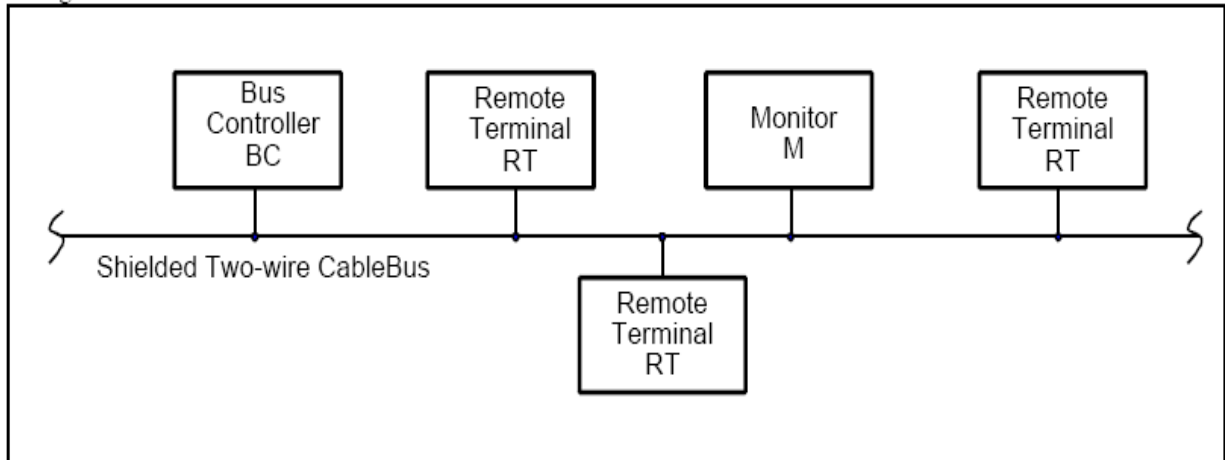 Bus
Controller
BC
Remote
Terminal
RT
Monitor
M
Remote
Terminal
RT
Shielded Two-wire CableBus
Remote
Terminal
RT